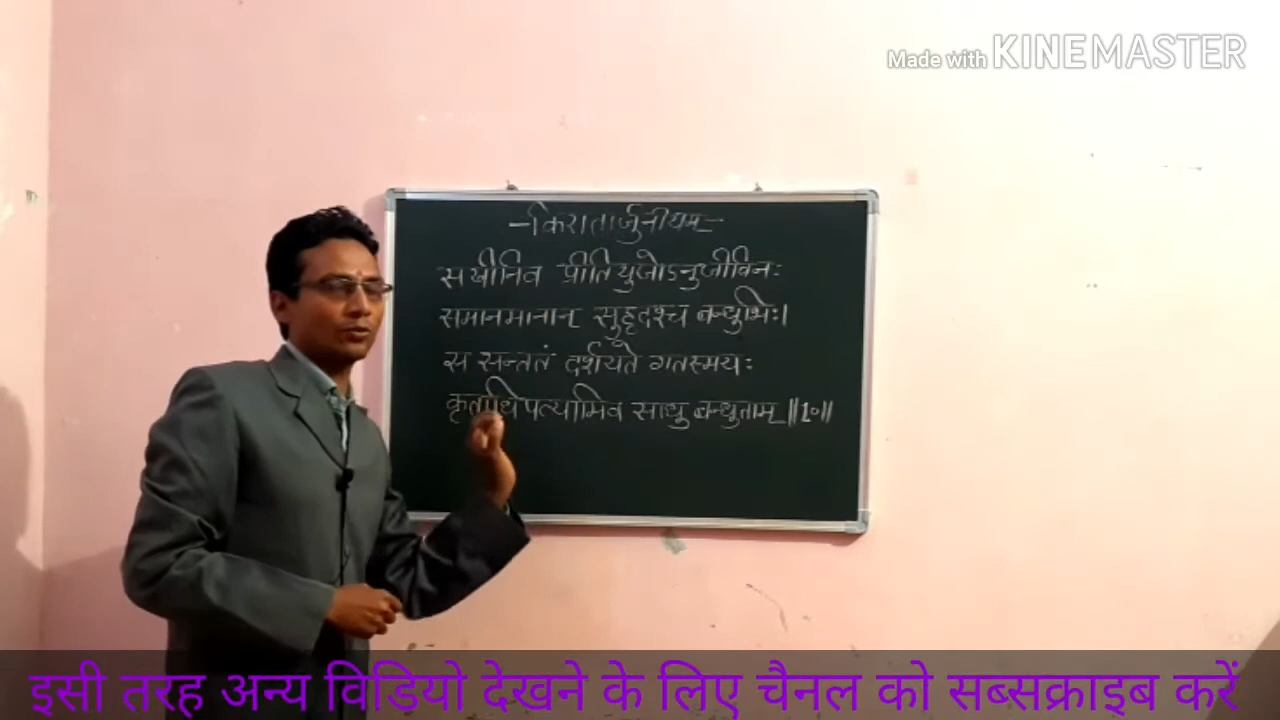 Made with KINEMASTER
-किरातार्जुनीयम्-
सखीनिव प्रीतियुजोऽनुजीविनः
समानमानान् सुहृदश्च बन्धुभिः।
स सन्ततं दर्शयते गतस्मयः
कृताधिपत्यामिव साधु बन्धुताम् ॥१०॥
इसी तरह अन्य विडियो देखने के लिए चैनल को सब्सक्राइब करें